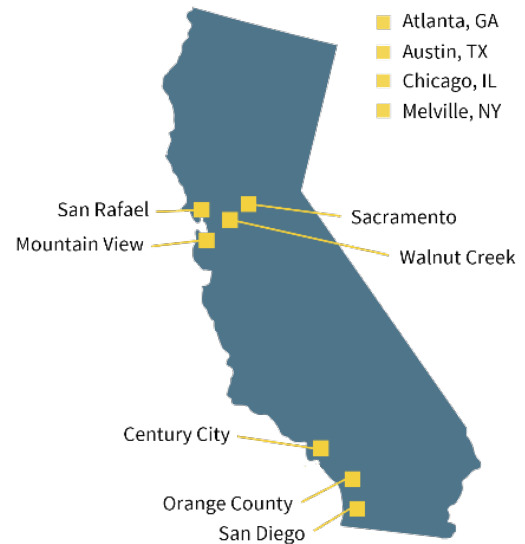 Atlanta, GA
Austin, TX
Chicago, IL
Melville, NY
San Rafael
Sacramento
Mountain View
Walnut Creek
Century City
Orange County
San Diego